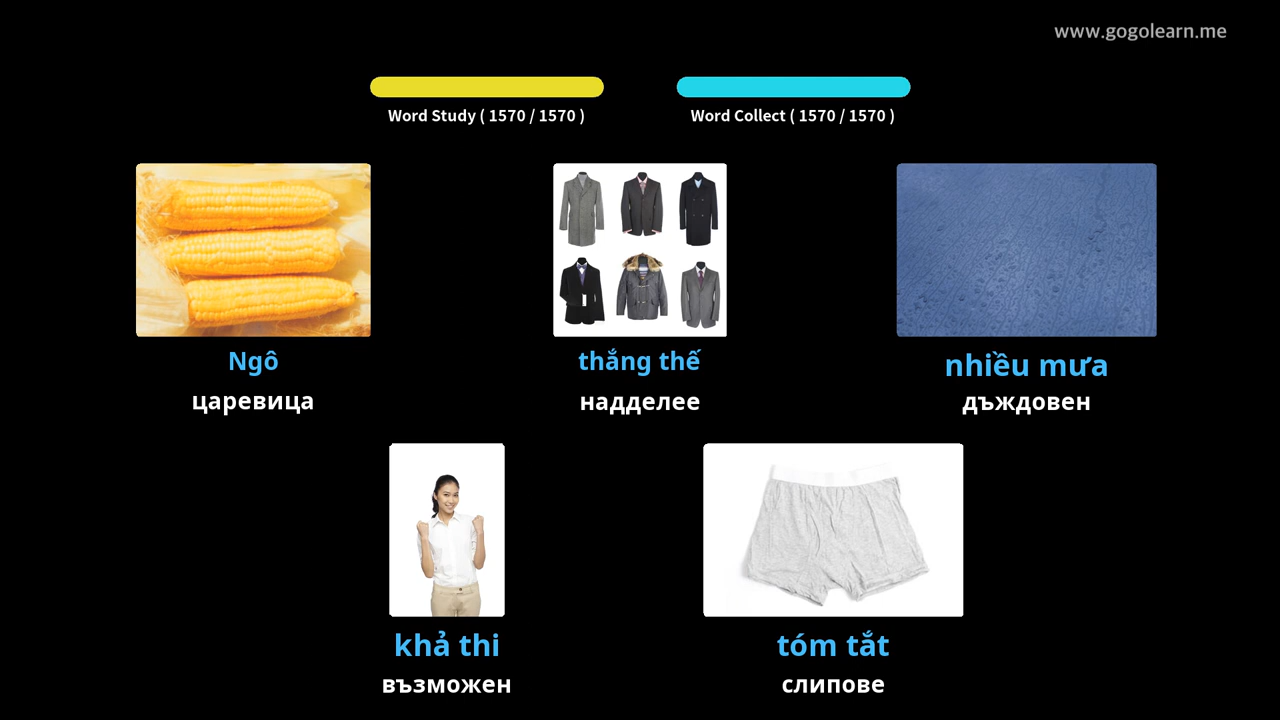 www.gogolearn.me
Word Study ( 1570 / 1570 )
Word Collect ( 1570 / 1570 )
Ngô
царевица
thắng thế
надделее
nhiều mưa
дъждовен
khả thi
възможен
tóm tắt
слипове